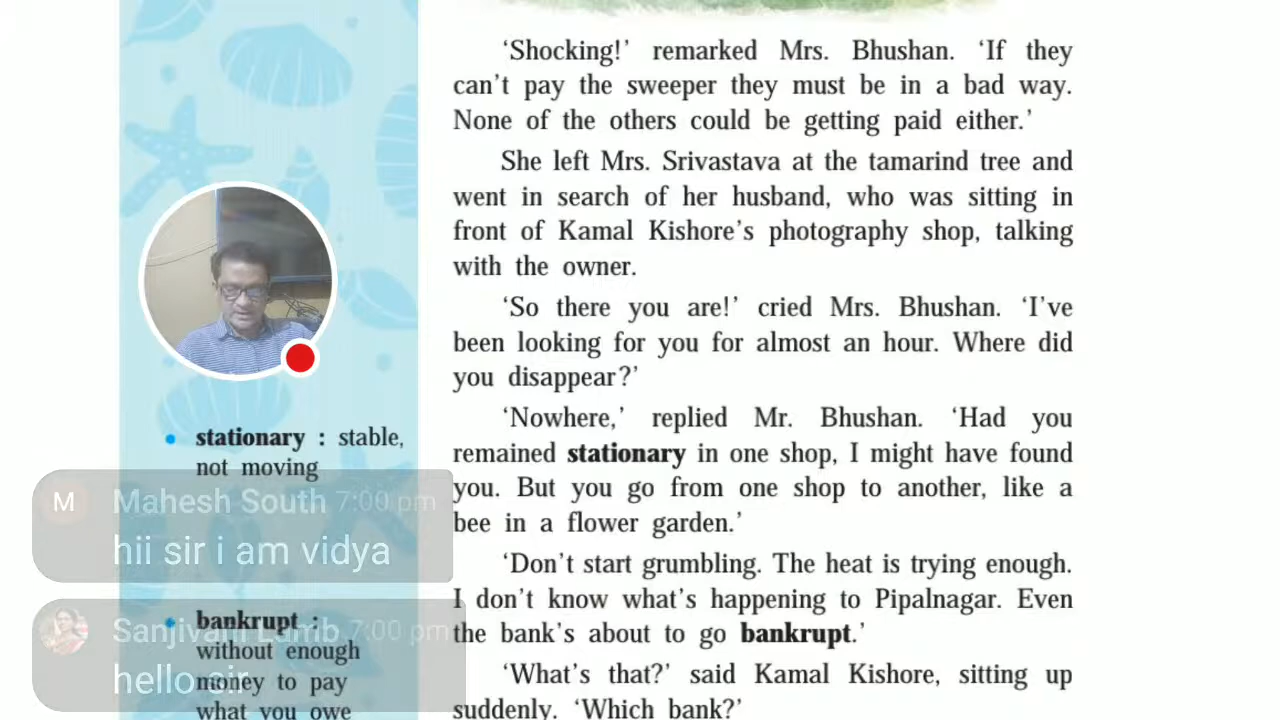 ‘Shocking!’ remarked Mrs. Bhushan. ‘If they
can’t pay the sweeper they must be in a bad way.
None of the others could be getting paid either.’
She left Mrs. Srivastava at the tamarind tree and
went in search of her husband, who was sitting in
front of Kamal Kishore’s photography shop, talking
with the owner.
‘So there you are!’ cried Mrs. Bhushan. ‘I’ve
been looking for you for almost an hour. Where did
you disappear?’
‘Nowhere,’ replied Mr. Bhushan. ‘Had you
remained stationary in one shop, I might have found
you. But you go from one shop to another, like a
bee in a flower garden.’
‘Don’t start grumbling. The heat is trying enough.
I don’t know what’s happening to Pipalnagar. Even
the bank’s about to go bankrupt.’
‘What’s that?’ said Kamal Kishore, sitting up
suddenly. ‘Which bank?’
• stationary : stable,
not moving
M Mahesh South 7:00 pm
hii sir i am vidya
• bankrupt :
without enough
money to pay
what you owe
Sanjivani Lamb 7:00 pm
hello sir